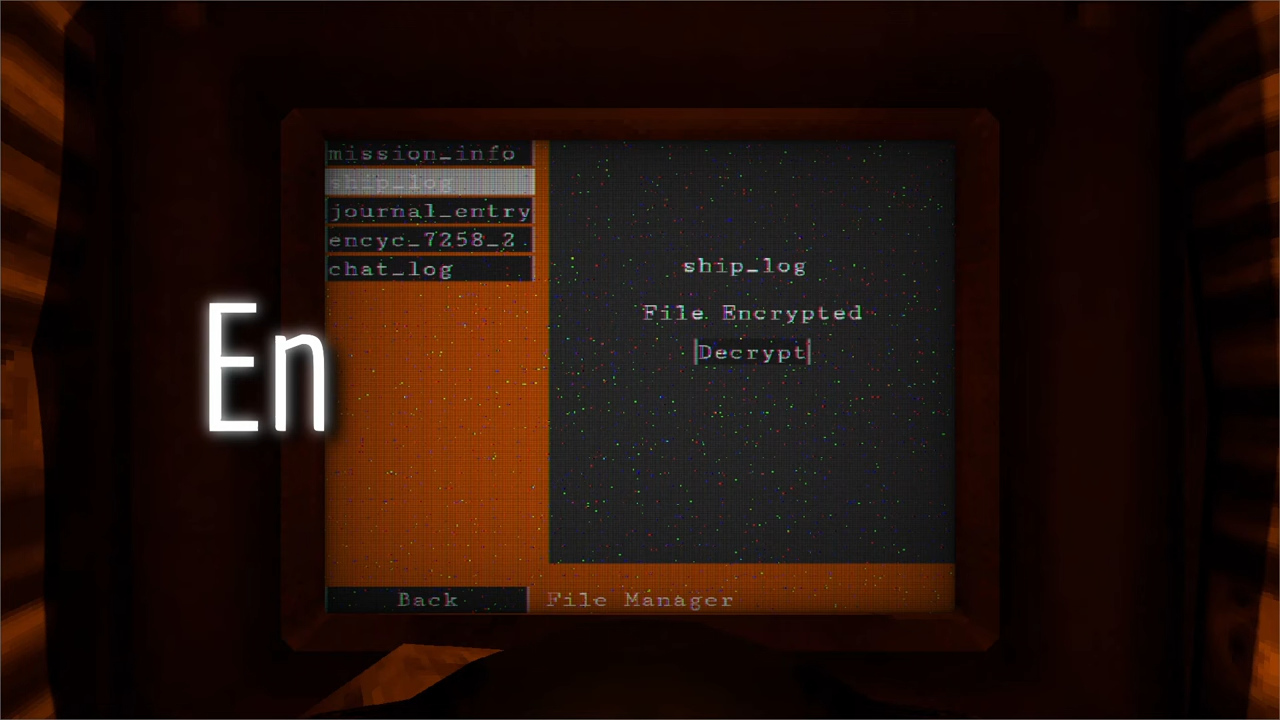 mission_info
ship_log
journal_entry
encyc_7258_2.
chat_log
En
ship_log
File Encrypted
Decrypt
Back
File Manager